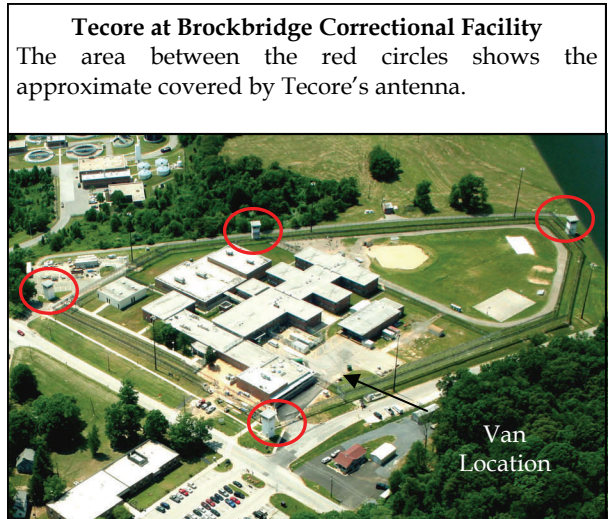 Tecore at Brockbridge Correctional Facility
The area between the red circles shows the
approximate covered by Tecore's antenna.
Van
Location